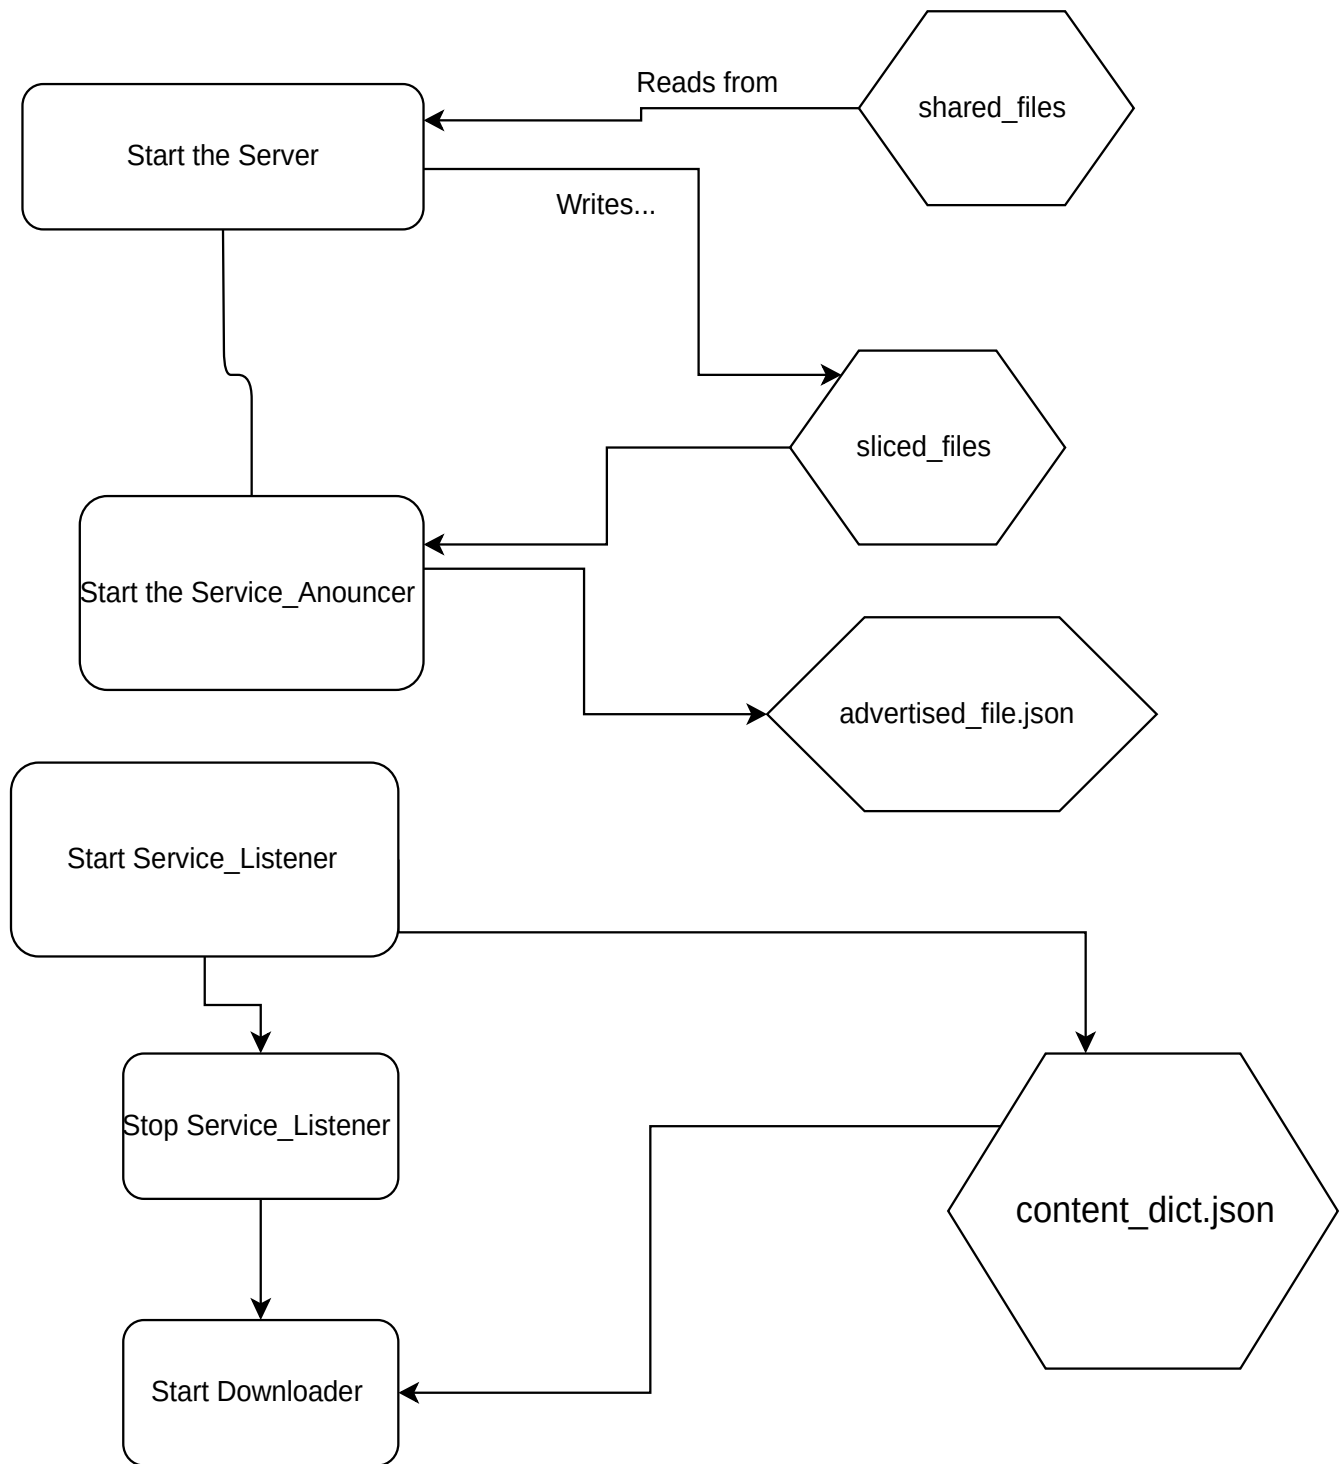 Reads from
shared_files
Start the Server
Writes...
sliced_files
Start the Service_Anouncer
advertised_file.json
Start Service_Listener
Stop Service_Listener
content_dict.json
Start Downloader